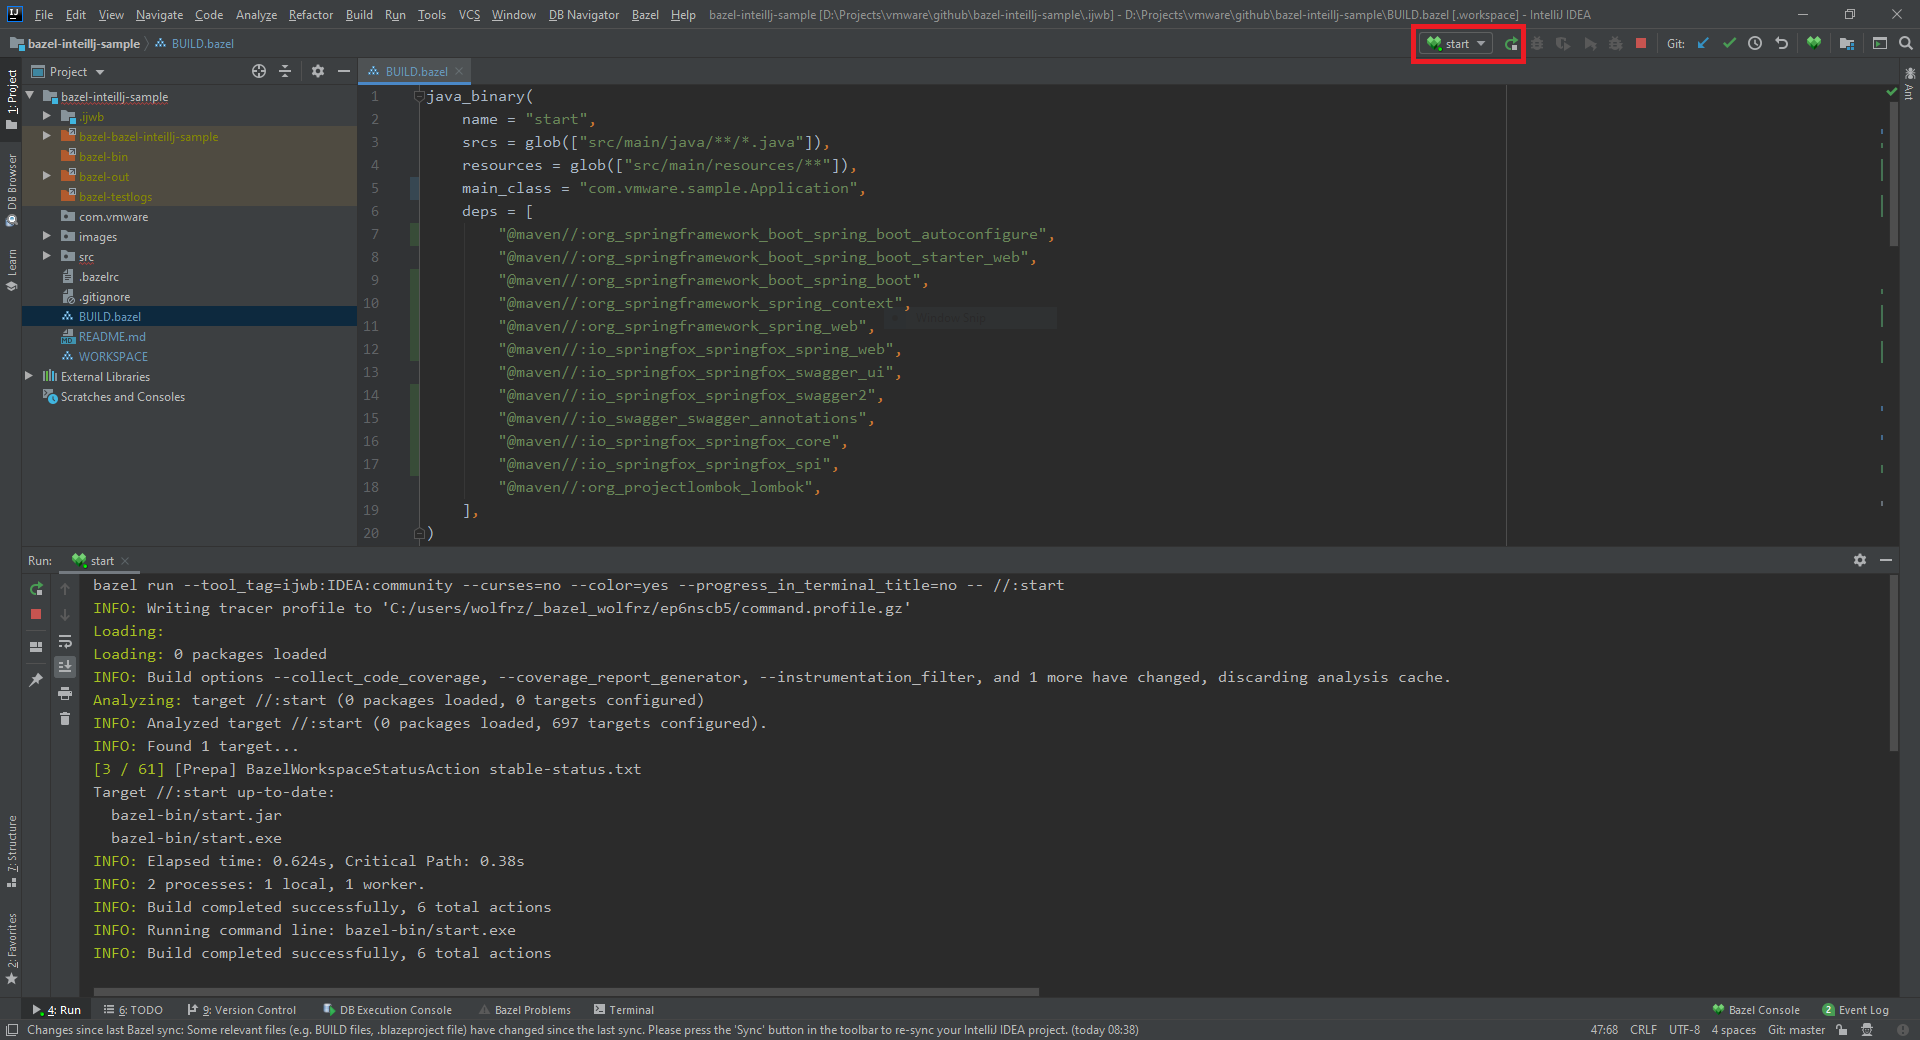 IJ File Edit View Navigate Code Analyze Refactor Build Run Tools VCS Window DB Navigator Bazel Help bazel-inteillj-sample [D:\Projects\vmware\github\bazel-inteillj-sample\.ijwb] - D:\Projects\vmware\github\bazel-inteillj-sample\BUILD.bazel [.workspace] - IntelliJ IDEA
bazel-inteillj-sample BUILD.bazel start Git:
Project BUILD.bazel
1: Project
DB Browser
Learn
7: Structure
2: Favorites
Ant
bazel-inteillj-sample
.ijwb
bazel-bazel-inteillj-sample
bazel-bin
bazel-out
bazel-testlogs
com.vmware
images
src
.bazelrc
.gitignore
BUILD.bazel
README.md
WORKSPACE
External Libraries
Scratches and Consoles
1 java_binary(
2 name = "start",
3 srcs = glob(["src/main/java/**/*.java"]),
4 resources = glob(["src/main/resources/**"]),
5 main_class = "com.vmware.sample.Application",
6 deps = [
7 "@maven//:org_springframework_boot_spring_boot_autoconfigure",
8 "@maven//:org_springframework_boot_spring_boot_starter_web",
9 "@maven//:org_springframework_boot_spring_boot",
10 "@maven//:org_springframework_spring_context",
11 "@maven//:org_springframework_spring_web",
12 "@maven//:io_springfox_springfox_spring_web",
13 "@maven//:io_springfox_springfox_swagger_ui",
14 "@maven//:io_springfox_springfox_swagger2",
15 "@maven//:io_swagger_swagger_annotations",
16 "@maven//:io_springfox_springfox_core",
17 "@maven//:io_springfox_springfox_spi",
18 "@maven//:org_projectlombok_lombok",
19 ],
20 )
Window Snip
Run: start
bazel run --tool_tag=ijwb:IDEA:community --curses=no --color=yes --progress_in_terminal_title=no -- //:start
INFO: Writing tracer profile to 'C:/users/wolfrz/_bazel_wolfrz/ep6nscb5/command.profile.gz'
Loading:
Loading: 0 packages loaded
INFO: Build options --collect_code_coverage, --coverage_report_generator, --instrumentation_filter, and 1 more have changed, discarding analysis cache.
Analyzing: target //:start (0 packages loaded, 0 targets configured)
INFO: Analyzed target //:start (0 packages loaded, 697 targets configured).
INFO: Found 1 target...
[3 / 61] [Prepa] BazelWorkspaceStatusAction stable-status.txt
Target //:start up-to-date:
bazel-bin/start.jar
bazel-bin/start.exe
INFO: Elapsed time: 0.624s, Critical Path: 0.38s
INFO: 2 processes: 1 local, 1 worker.
INFO: Build completed successfully, 6 total actions
INFO: Running command line: bazel-bin/start.exe
INFO: Build completed successfully, 6 total actions
4: Run 6: TODO 9: Version Control DB Execution Console Bazel Problems Terminal Bazel Console 2 Event Log
Changes since last Bazel sync: Some relevant files (e.g. BUILD files, .blazeproject file) have changed since the last sync. Please press the 'Sync' button in the toolbar to re-sync your IntelliJ IDEA project. (today 08:38) 47:68 CRLF UTF-8 4 spaces Git: master